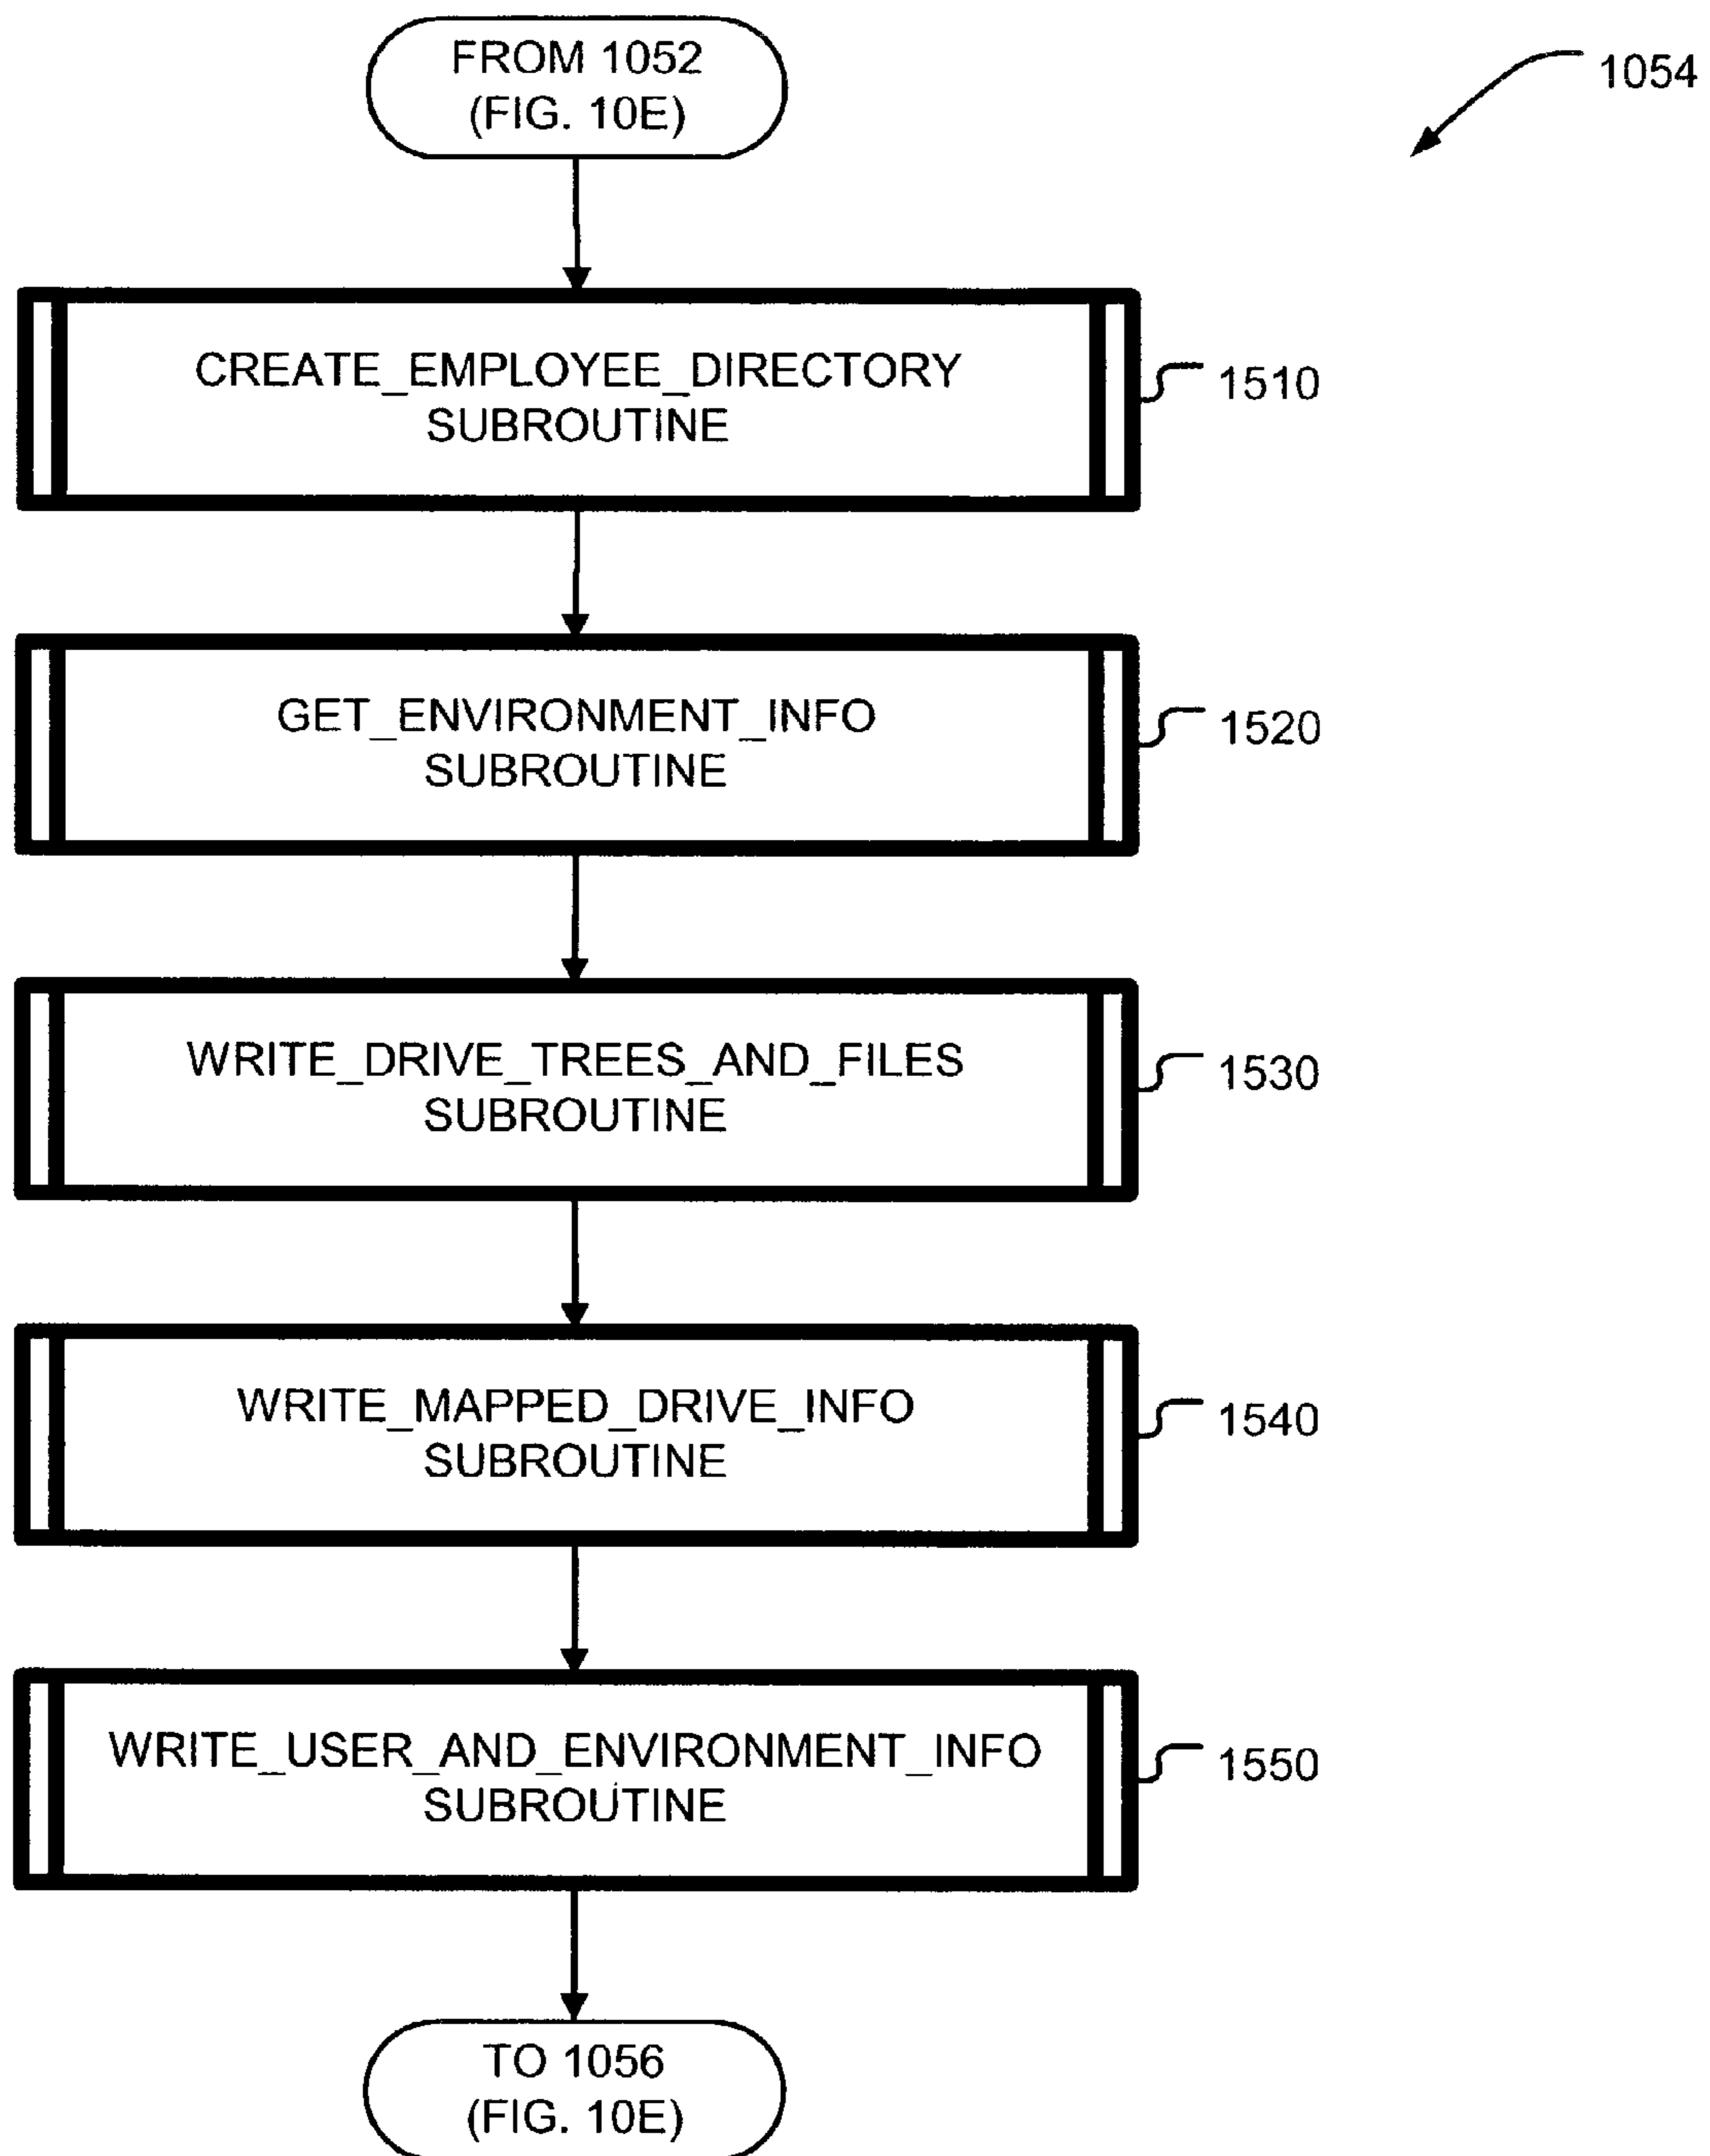 FROM 1052
(FIG. 10E)
1054
CREATE_EMPLOYEE_DIRECTORY
SUBROUTINE
1510
GET_ENVIRONMENT_INFO
SUBROUTINE
1520
WRITE_DRIVE_TREES_AND_FILES
SUBROUTINE
1530
WRITE_MAPPED_DRIVE_INFO
SUBROUTINE
1540
WRITE_USER_AND_ENVIRONMENT_INFO
SUBROUTINE
1550
TO 1056
(FIG. 10E)